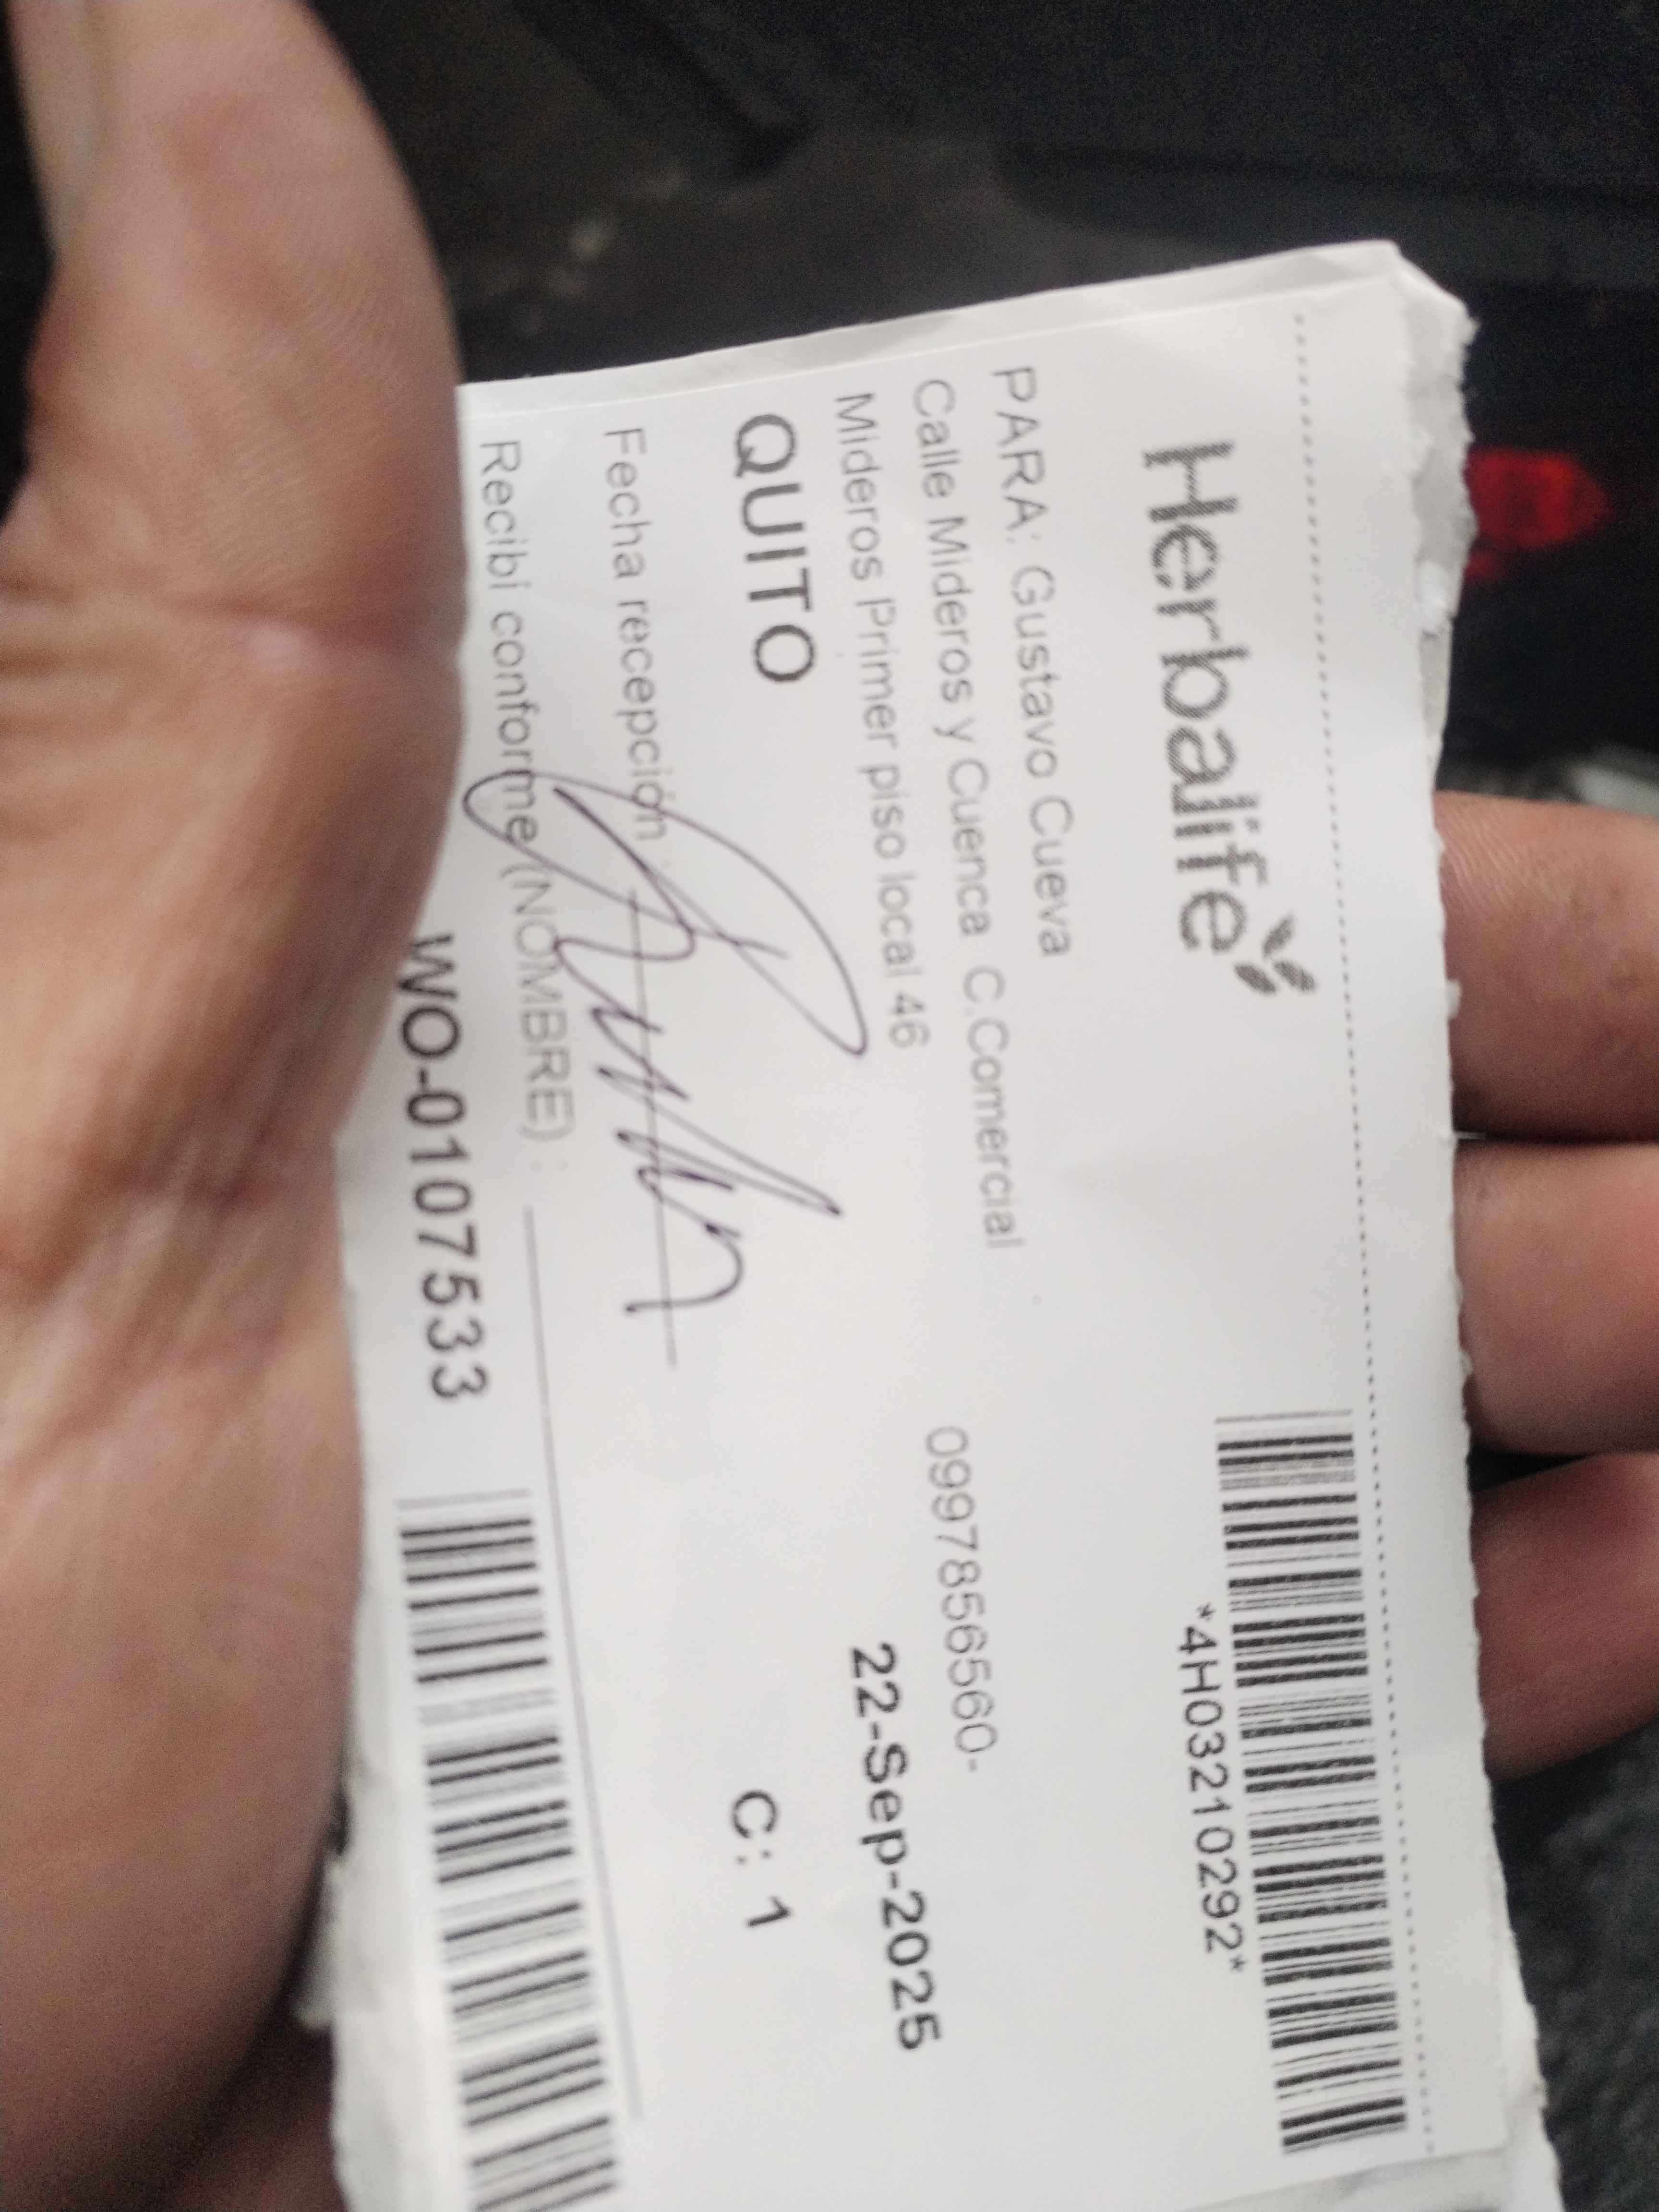 Herbalife
*4H03210292*
PARA: Gustavo Cueva
Calle Mideros y Cuenca C.Comercial
0997856560-
Mideros Primer piso local 46
22-Sep-2025
QUITO
C: 1
Fecha recepción :
Recibí conforme (NOMBRE) :
WO-0107533